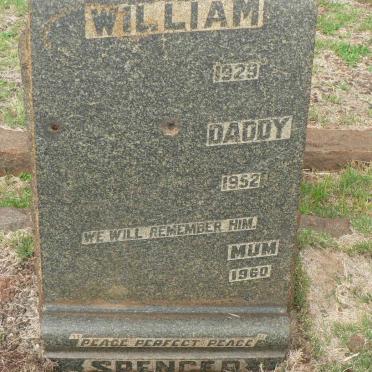 WILLIAM
1929
DADDY
1952
WE WILL REMEMBER HIM.
MUM
1960
"PEACE PERFECT PEACE"
SPENCER